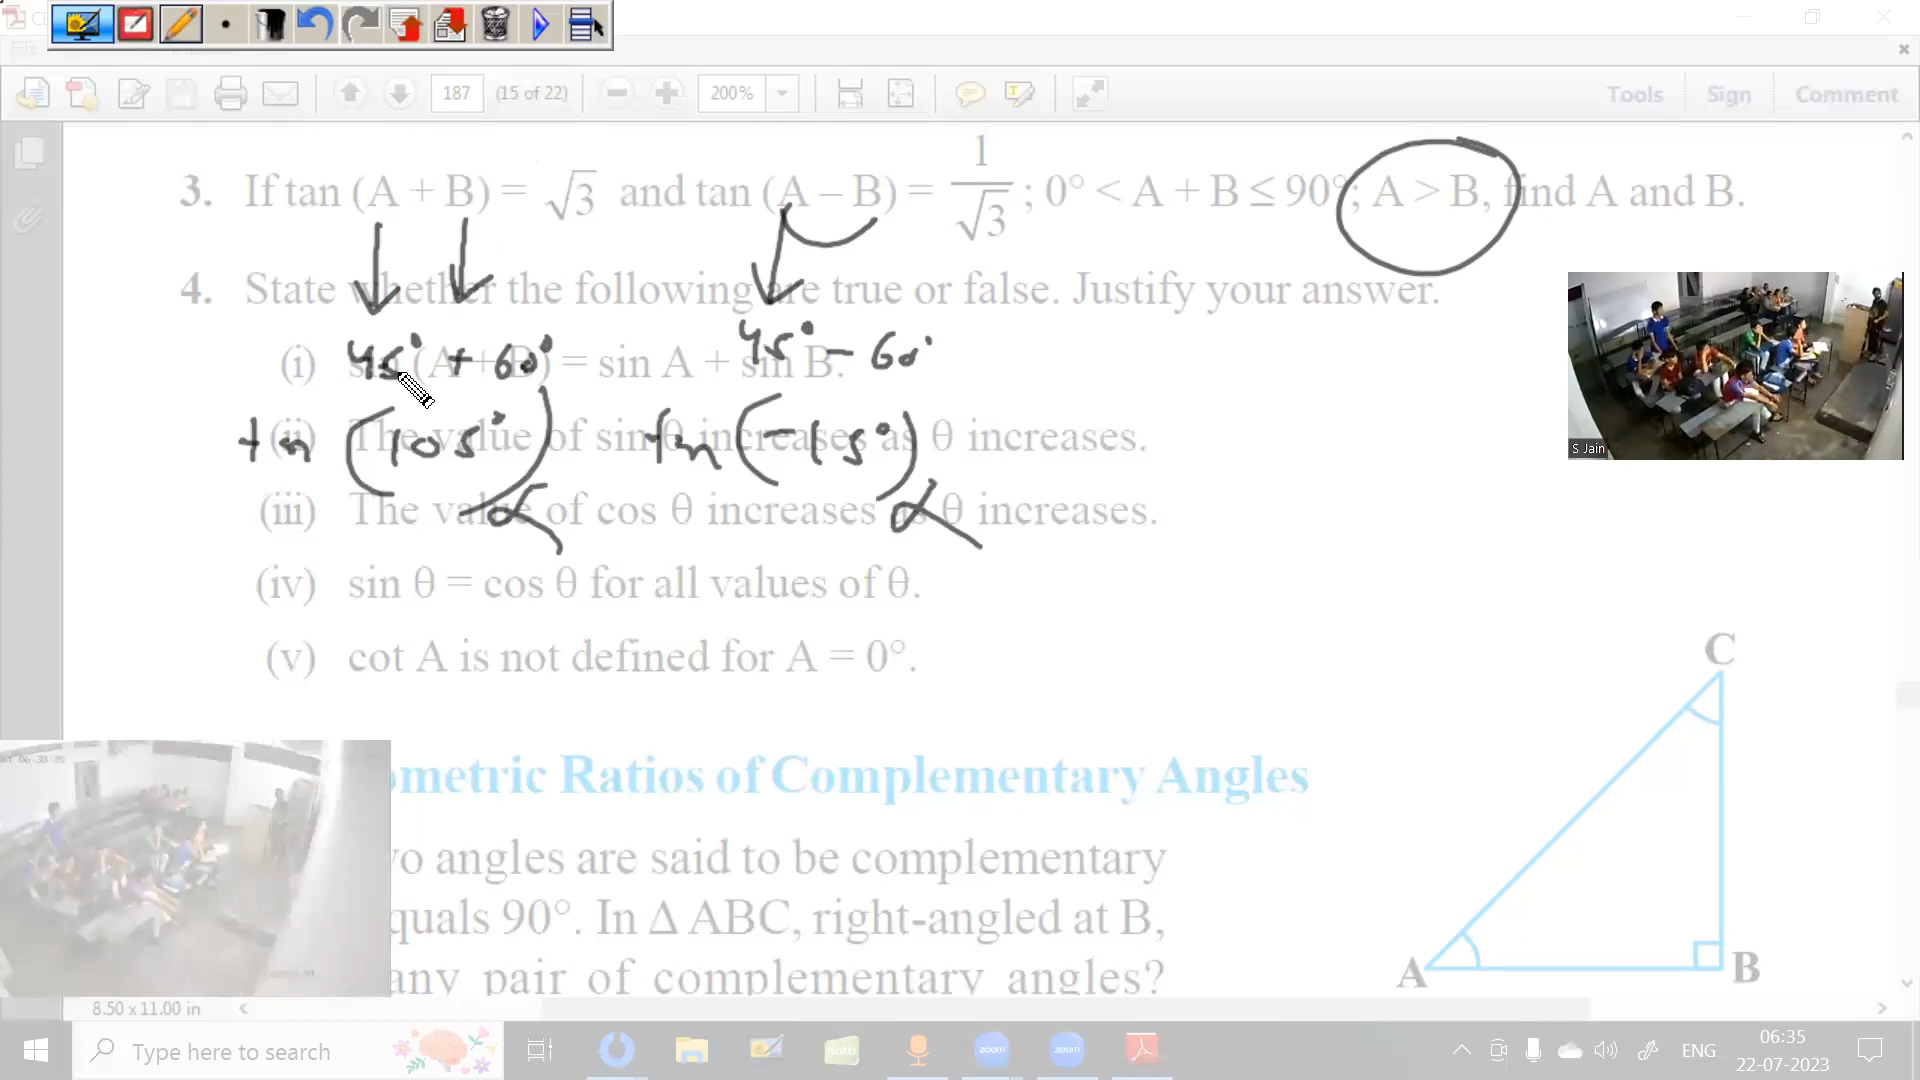 187 (15 of 22) 200% Tools Sign Comment
3. If tan (A + B) = √3 and tan (A – B) = 1/√3 ; 0° < A + B ≤ 90°; A > B, find A and B.
4. State whether the following are true or false. Justify your answer.
45° + 60° 45° – 60°
(i) sin (A + B) = sin A + sin B.
tan (105°) tan (–15°)
(ii) The value of sin θ increases as θ increases.
(iii) The value of cos θ increases as θ increases.
(iv) sin θ = cos θ for all values of θ.
(v) cot A is not defined for A = 0°.
S Jain
C
ometric Ratios of Complementary Angles
vo angles are said to be complementary
quals 90°. In Δ ABC, right-angled at B,
any pair of complementary angles?
A B
8.50 x 11.00 in
Type here to search
zoom zoom
ENG
06:35
22-07-2023